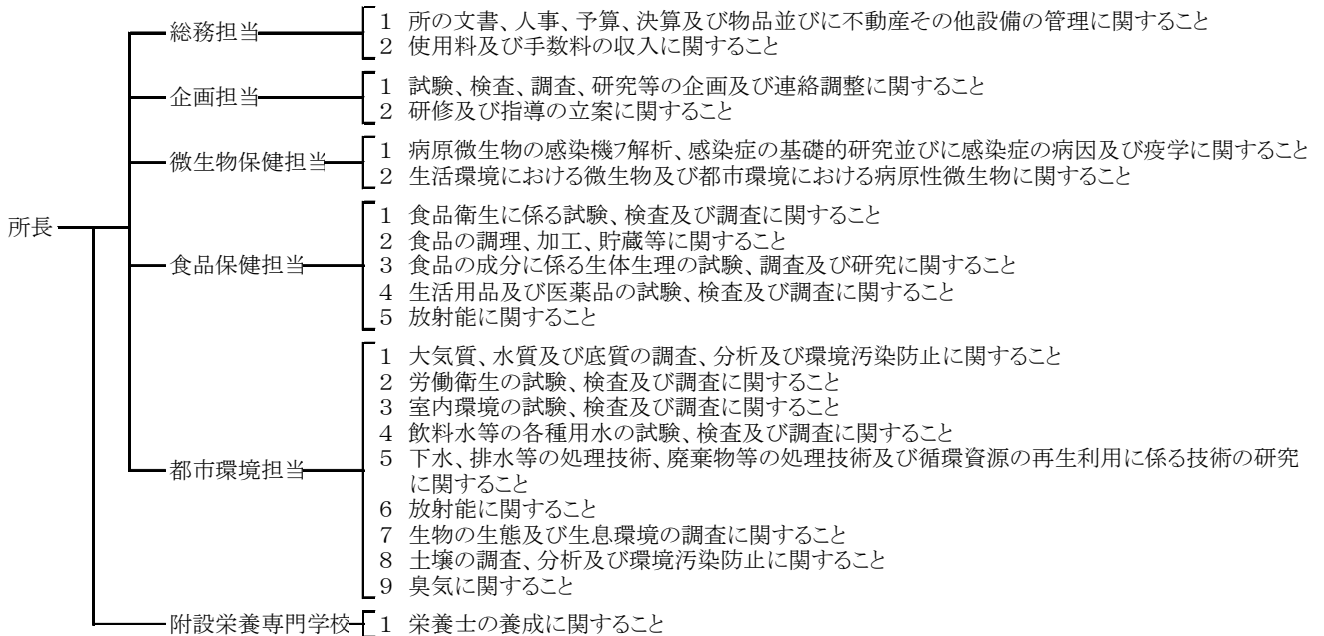 総務担当
1 所の文書、人事、予算、決算及び物品並びに不動産その他設備の管理に関すること
2 使用料及び手数料の収入に関すること
企画担当
1 試験、検査、調査、研究等の企画及び連絡調整に関すること
2 研修及び指導の立案に関すること
微生物保健担当
1 病原微生物の感染機ﾌ解析、感染症の基礎的研究並びに感染症の病因及び疫学に関すること
2 生活環境における微生物及び都市環境における病原性微生物に関すること
所長
食品保健担当
1 食品衛生に係る試験、検査及び調査に関すること
2 食品の調理、加工、貯蔵等に関すること
3 食品の成分に係る生体生理の試験、調査及び研究に関すること
4 生活用品及び医薬品の試験、検査及び調査に関すること
5 放射能に関すること
都市環境担当
1 大気質、水質及び底質の調査、分析及び環境汚染防止に関すること
2 労働衛生の試験、検査及び調査に関すること
3 室内環境の試験、検査及び調査に関すること
4 飲料水等の各種用水の試験、検査及び調査に関すること
5 下水、排水等の処理技術、廃棄物等の処理技術及び循環資源の再生利用に係る技術の研究
に関すること
6 放射能に関すること
7 生物の生態及び生息環境の調査に関すること
8 土壌の調査、分析及び環境汚染防止に関すること
9 臭気に関すること
附設栄養専門学校
1 栄養士の養成に関すること